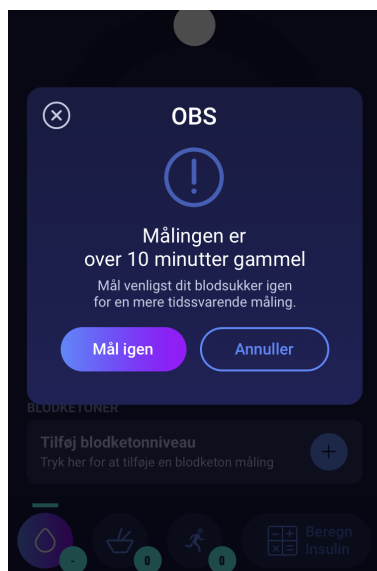 OBS
Målingen er
over 10 minutter gammel
Mål venligst dit blodsukker igen
for en mere tidssvarende måling.
Mål igen
Annuller
BLODKETONER
Tilføj blodketonniveau
Tryk her for at tilføje en blodketon måling
-
0
0
Beregn
Insulin